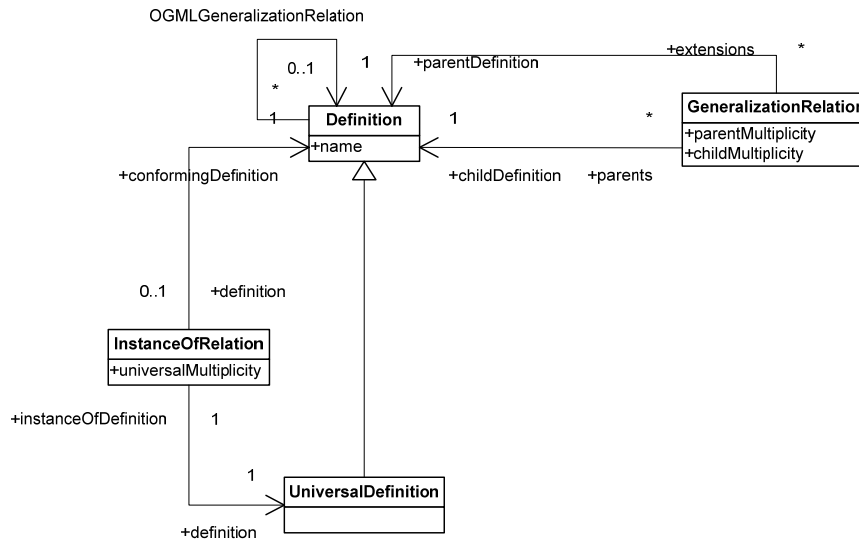 OGMLGeneralizationRelation
+extensions *
0..1 1 +parentDefinition
*
GeneralizationRelation
1 Definition 1 *
+parentMultiplicity
+name
+childMultiplicity
+conformingDefinition +childDefinition +parents
0..1 +definition
InstanceOfRelation
+universalMultiplicity
+instanceOfDefinition 1
1
UniversalDefinition
+definition